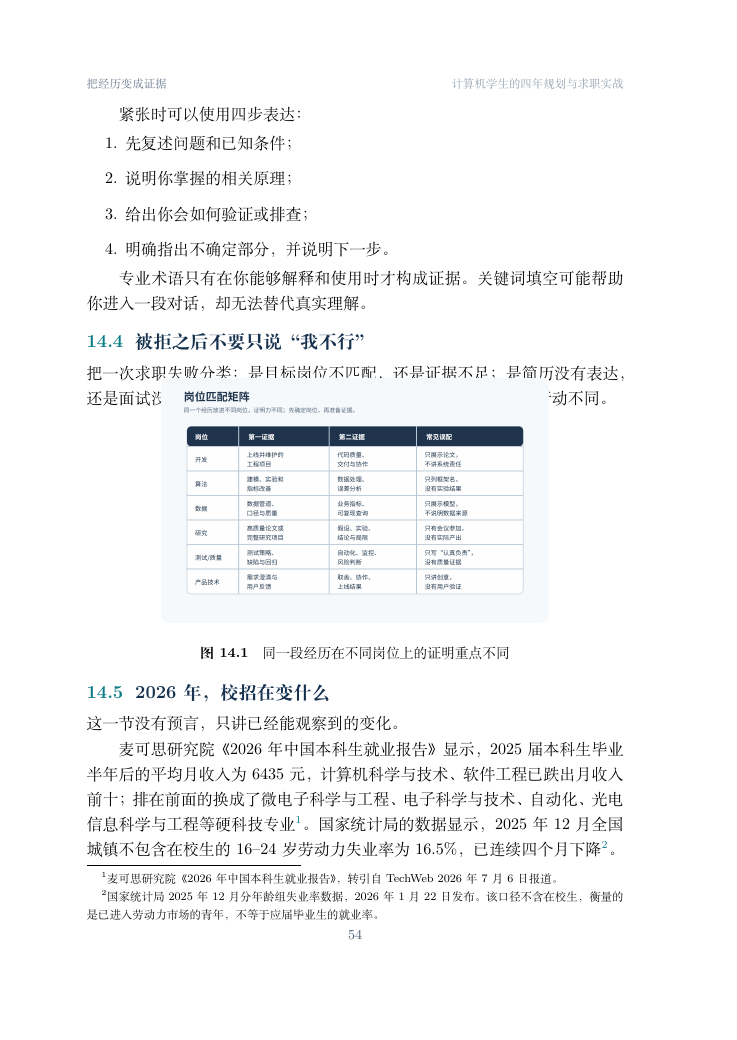 把经历变成证据
计算机学生的四年规划与求职实战
紧张时可以使用四步表达：
1. 先复述问题和已知条件；
2. 说明你掌握的相关原理；
3. 给出你会如何验证或排查；
4. 明确指出不确定部分，并说明下一步。
专业术语只有在你能够解释和使用时才构成证据。关键词填空可能帮助
你进入一段对话，却无法替代真实理解。
14.4 被拒之后不要只说“我不行”
把一次求职失败分类：是目标岗位不匹配，还是证据不足；是简历没有表达，
还是面试没
动不同。
岗位匹配矩阵
同一个经历放进不同岗位，证明力不同；先确定岗位，再准备证据。
岗位 第一证据 第二证据 常见误配
开发 上线并维护的 代码质量、 只展示论文，
工程项目 交付与协作 不讲系统责任
算法 建模、实验和 数据处理、 只列框架名，
指标改善 误差分析 没有实验结果
数据 数据管道、 业务指标、 只展示模型，
口径与质量 可复现查询 不说明数据来源
研究 高质量论文或 假设、实验、 只有会议参加，
完整研究项目 结论与局限 没有实际产出
测试/质量 测试策略、 自动化、监控、 只写“认真负责”，
缺陷与回归 风险判断 没有质量证据
产品技术 需求澄清与 取舍、协作、 只讲创意，
用户反馈 上线结果 没有用户验证
图 14.1 同一段经历在不同岗位上的证明重点不同
14.5 2026 年，校招在变什么
这一节没有预言，只讲已经能观察到的变化。
麦可思研究院《2026 年中国本科生就业报告》显示，2025 届本科生毕业
半年后的平均月收入为 6435 元，计算机科学与技术、软件工程已跌出月收入
前十；排在前面的换成了微电子科学与工程、电子科学与技术、自动化、光电
信息科学与工程等硬科技专业1。国家统计局的数据显示，2025 年 12 月全国
城镇不包含在校生的 16–24 岁劳动力失业率为 16.5%，已连续四个月下降2。
1麦可思研究院《2026 年中国本科生就业报告》，转引自 TechWeb 2026 年 7 月 6 日报道。
2国家统计局 2025 年 12 月分年龄组失业率数据，2026 年 1 月 22 日发布。该口径不含在校生，衡量的
是已进入劳动力市场的青年，不等于应届毕业生的就业率。
54